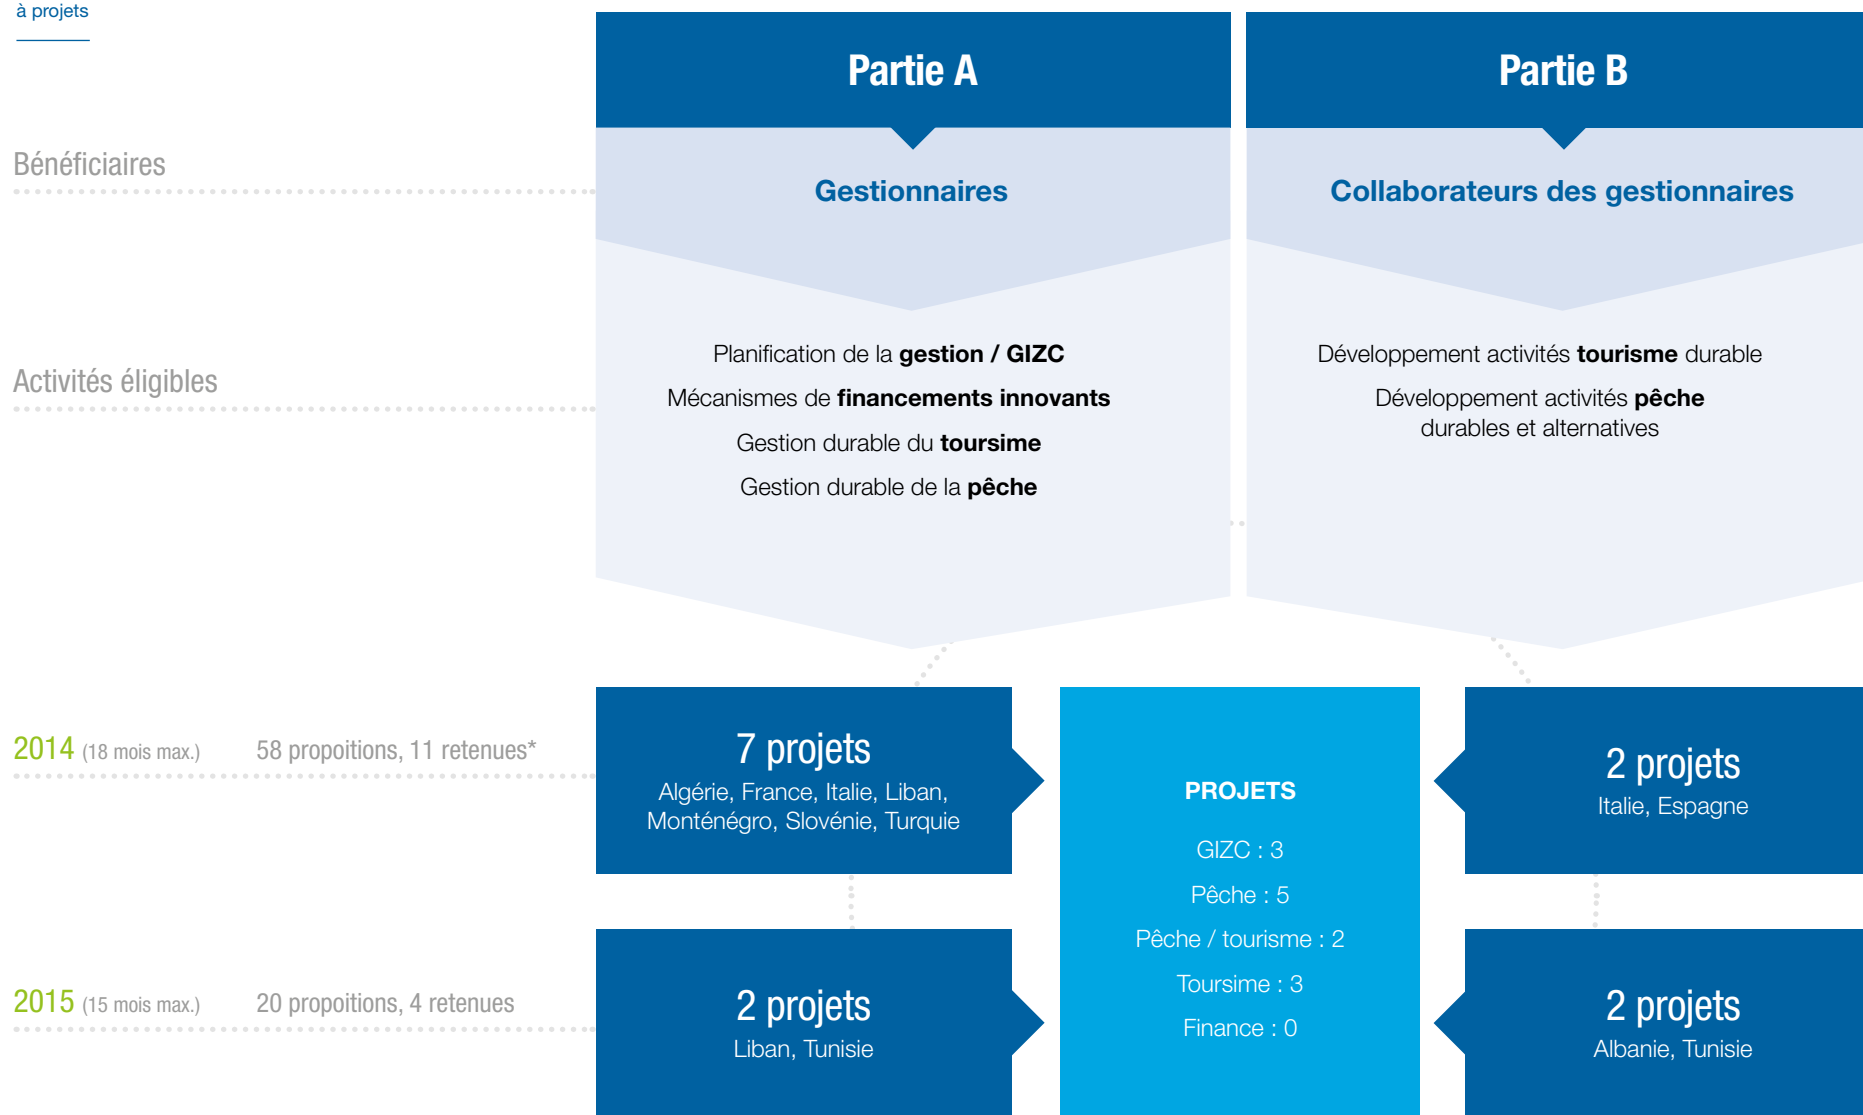 à projets
Partie A
Partie B
Bénéficiaires
Gestionnaires
Collaborateurs des gestionnaires
Activités éligibles
Planification de la gestion / GIZC
Mécanismes de financements innovants
Gestion durable du toursime
Gestion durable de la pêche
Développement activités tourisme durable
Développement activités pêche
durables et alternatives
2014 (18 mois max.) 58 propoitions, 11 retenues*
7 projets
Algérie, France, Italie, Liban,
Monténégro, Slovénie, Turquie
2 projets
Italie, Espagne
PROJETS
GIZC : 3
Pêche : 5
Pêche / tourisme : 2
Toursime : 3
Finance : 0
2015 (15 mois max.) 20 propoitions, 4 retenues
2 projets
Liban, Tunisie
2 projets
Albanie, Tunisie